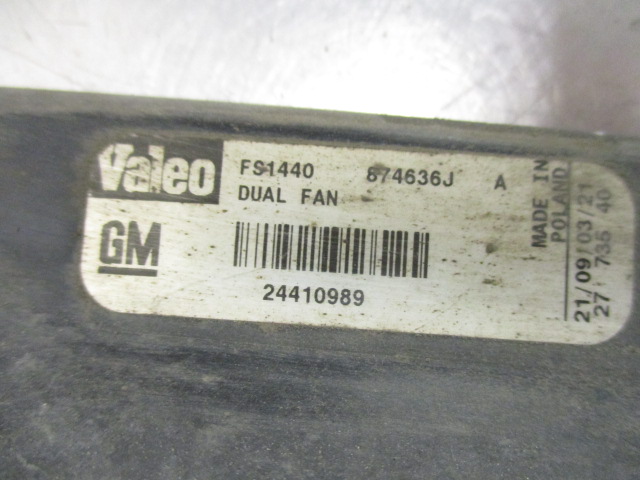 Valeo FS1440 874636J A
DUAL FAN
GM
24410989
MADE IN
POLAND
21/09/03/21
27 735 40